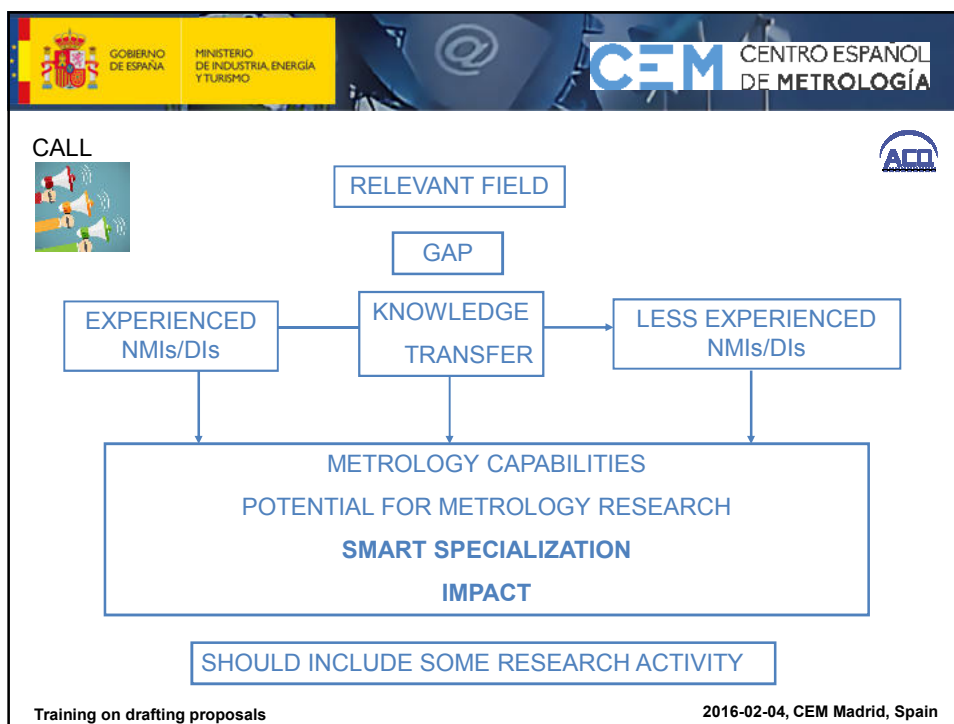 GOBIERNO
DE ESPAÑA
MINISTERIO
DE INDUSTRIA, ENERGÍA
Y TURISMO
@
CEM
CENTRO ESPAÑOL
DE METROLOGÍA
CALL
ACQ
RELEVANT FIELD
GAP
EXPERIENCED
NMIs/DIs
KNOWLEDGE
TRANSFER
LESS EXPERIENCED
NMIs/DIs
METROLOGY CAPABILITIES
POTENTIAL FOR METROLOGY RESEARCH
SMART SPECIALIZATION
IMPACT
SHOULD INCLUDE SOME RESEARCH ACTIVITY
Training on drafting proposals
2016-02-04, CEM Madrid, Spain